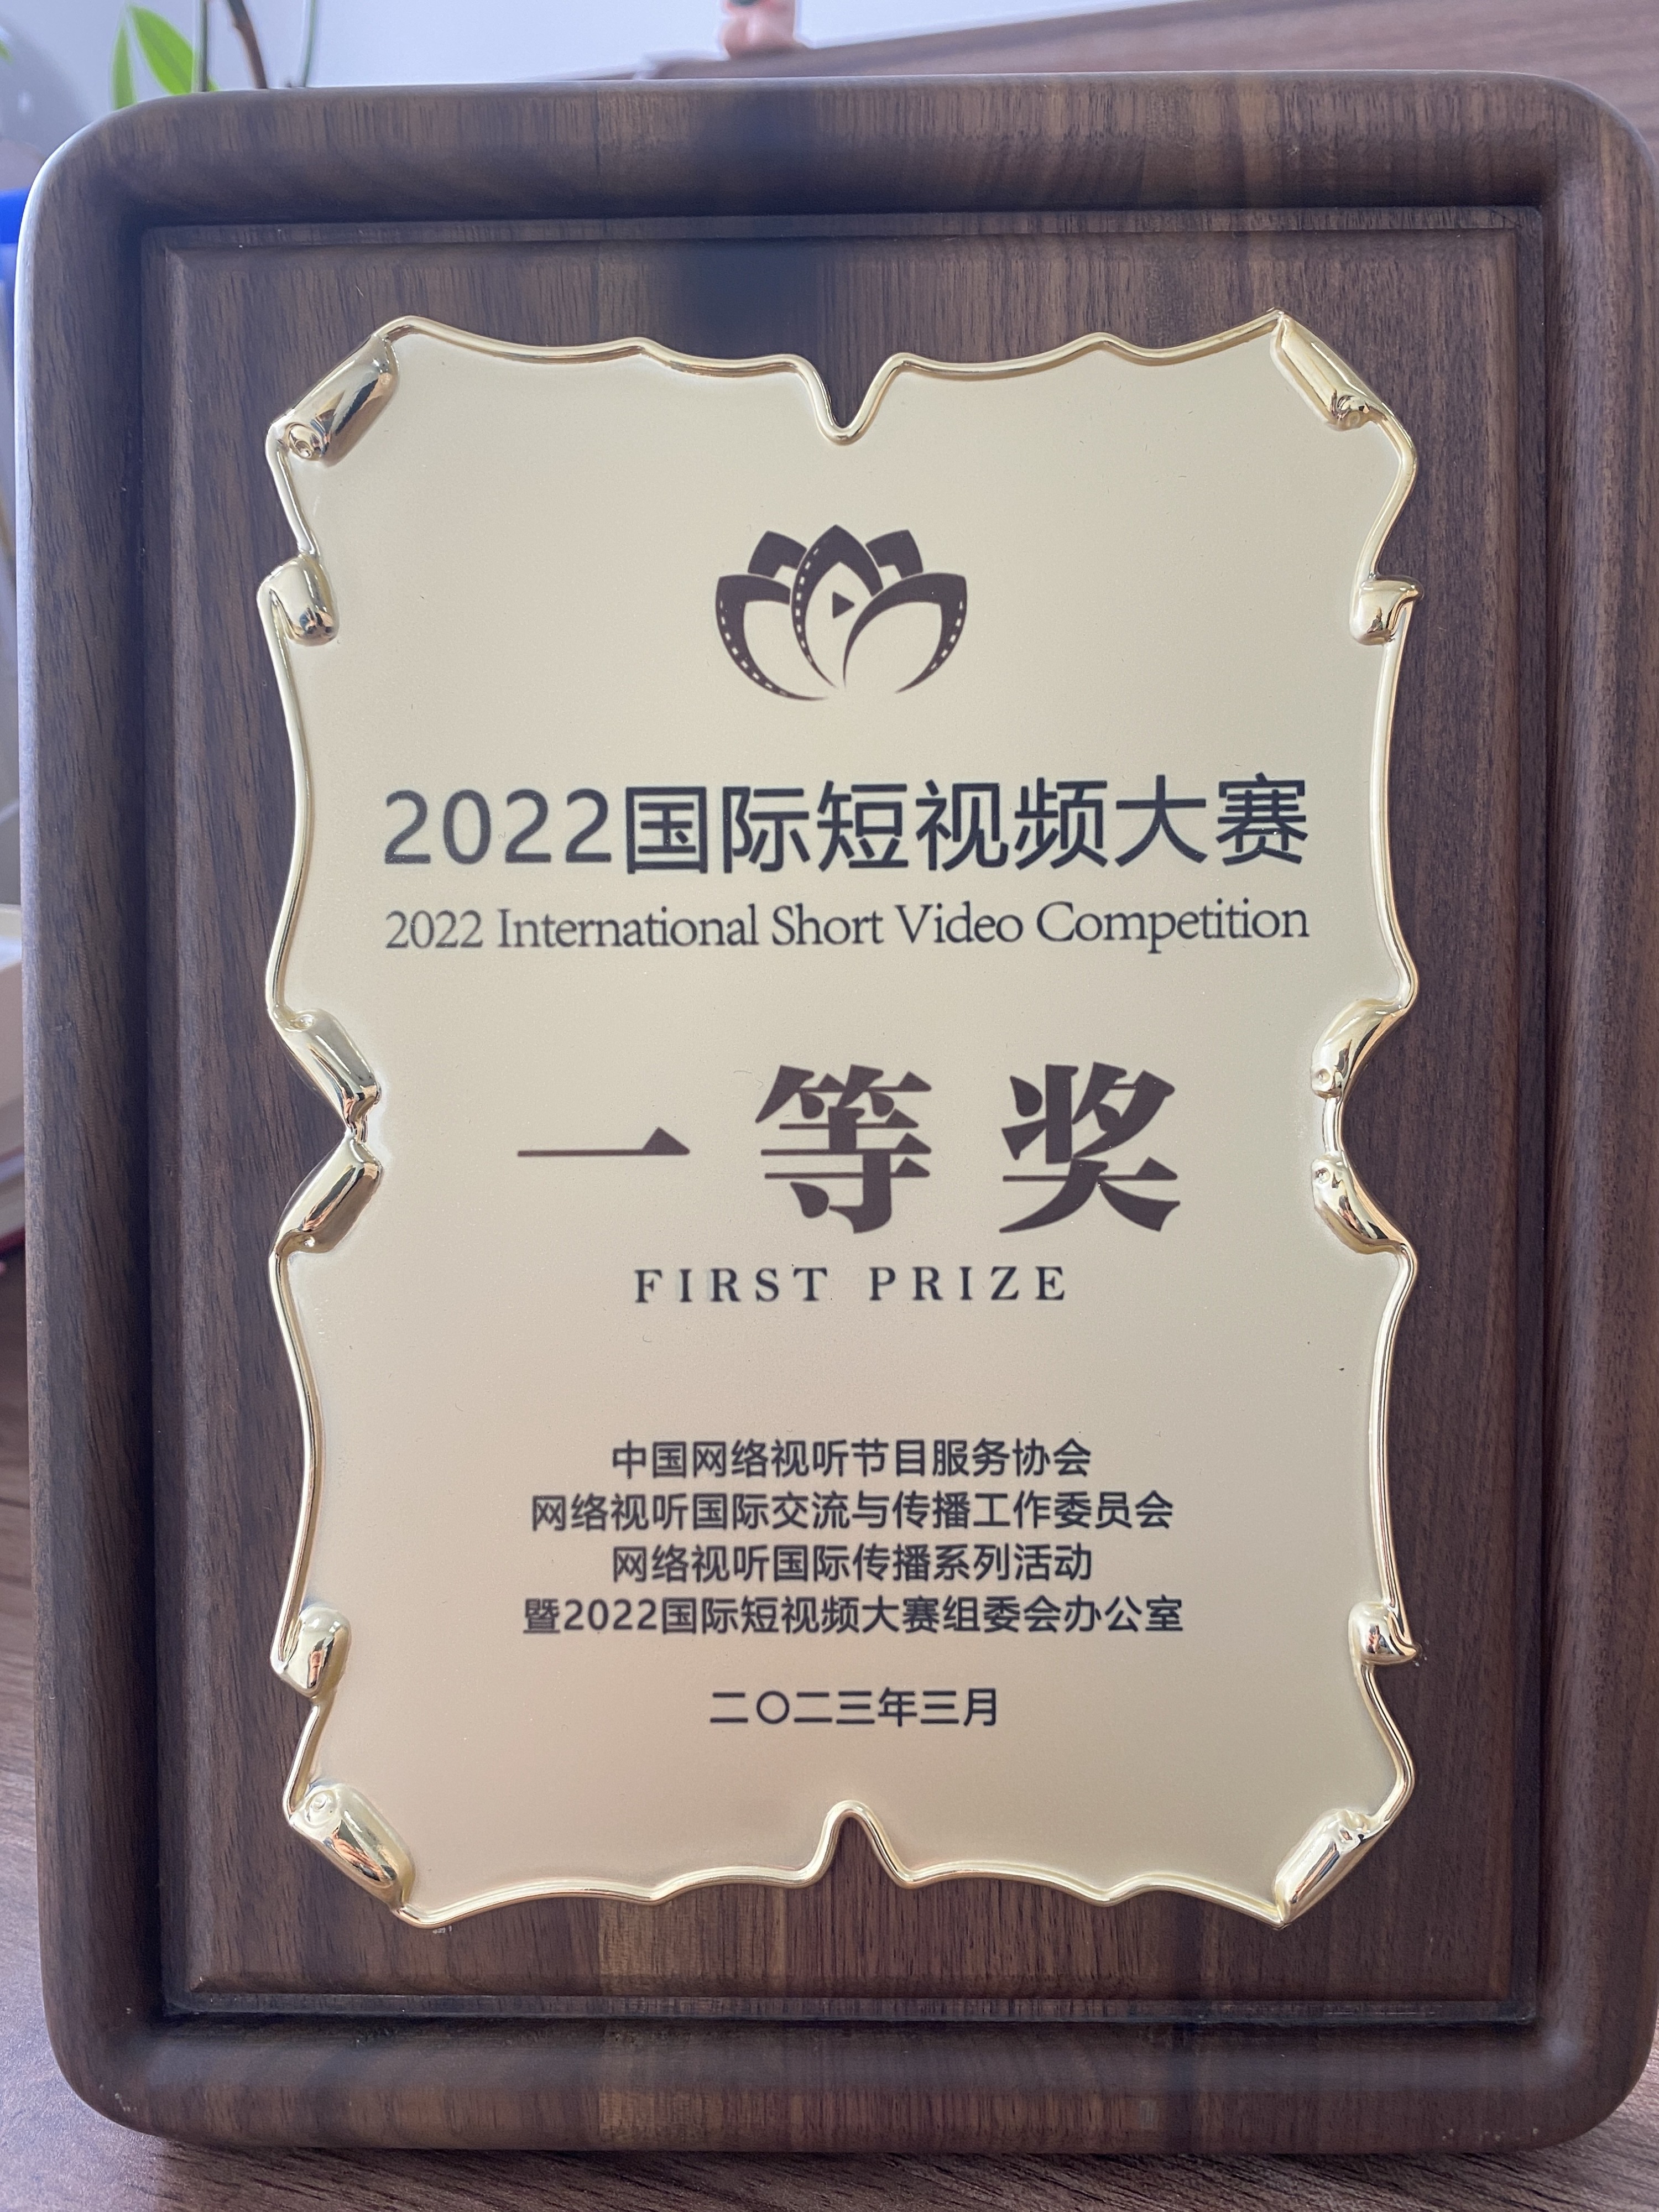 2022国际短视频大赛
2022 International Short Video Competition
一等奖
FIRST PRIZE
中国网络视听节目服务协会
网络视听国际交流与传播工作委员会
网络视听国际传播系列活动
暨2022国际短视频大赛组委会办公室
二〇二三年三月